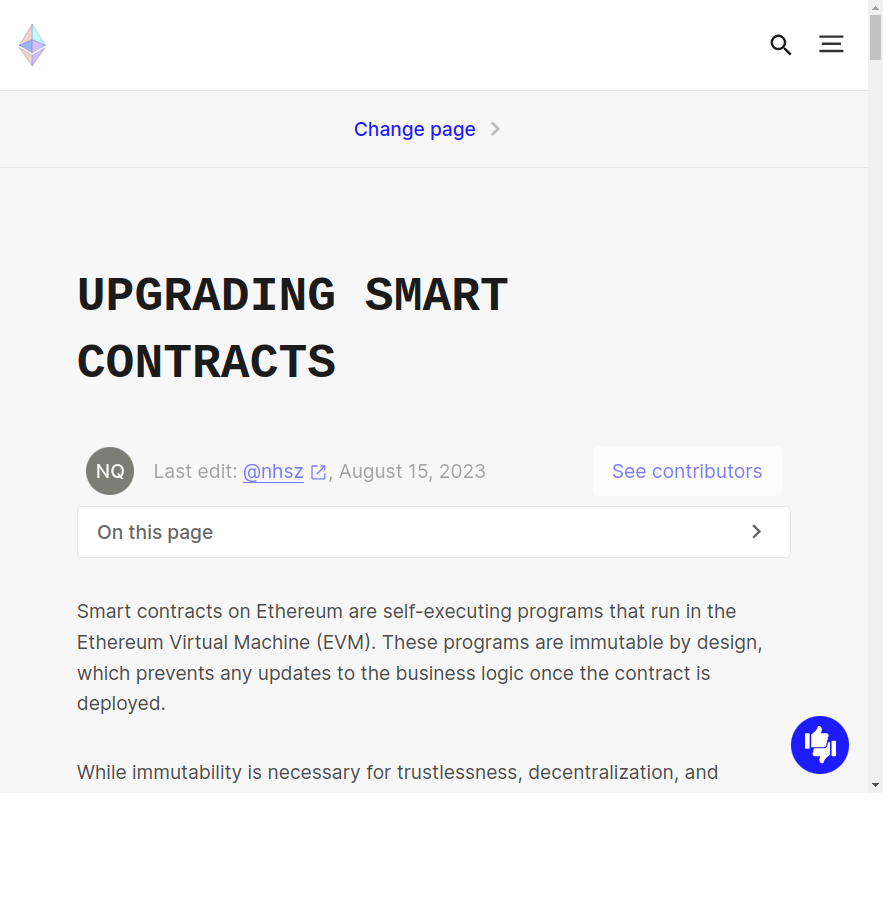 Change page
UPGRADING SMART
CONTRACTS
NQ
Last edit: @nhsz, August 15, 2023
See contributors
On this page
Smart contracts on Ethereum are self-executing programs that run in the
Ethereum Virtual Machine (EVM). These programs are immutable by design,
which prevents any updates to the business logic once the contract is
deployed.
While immutability is necessary for trustlessness, decentralization, and